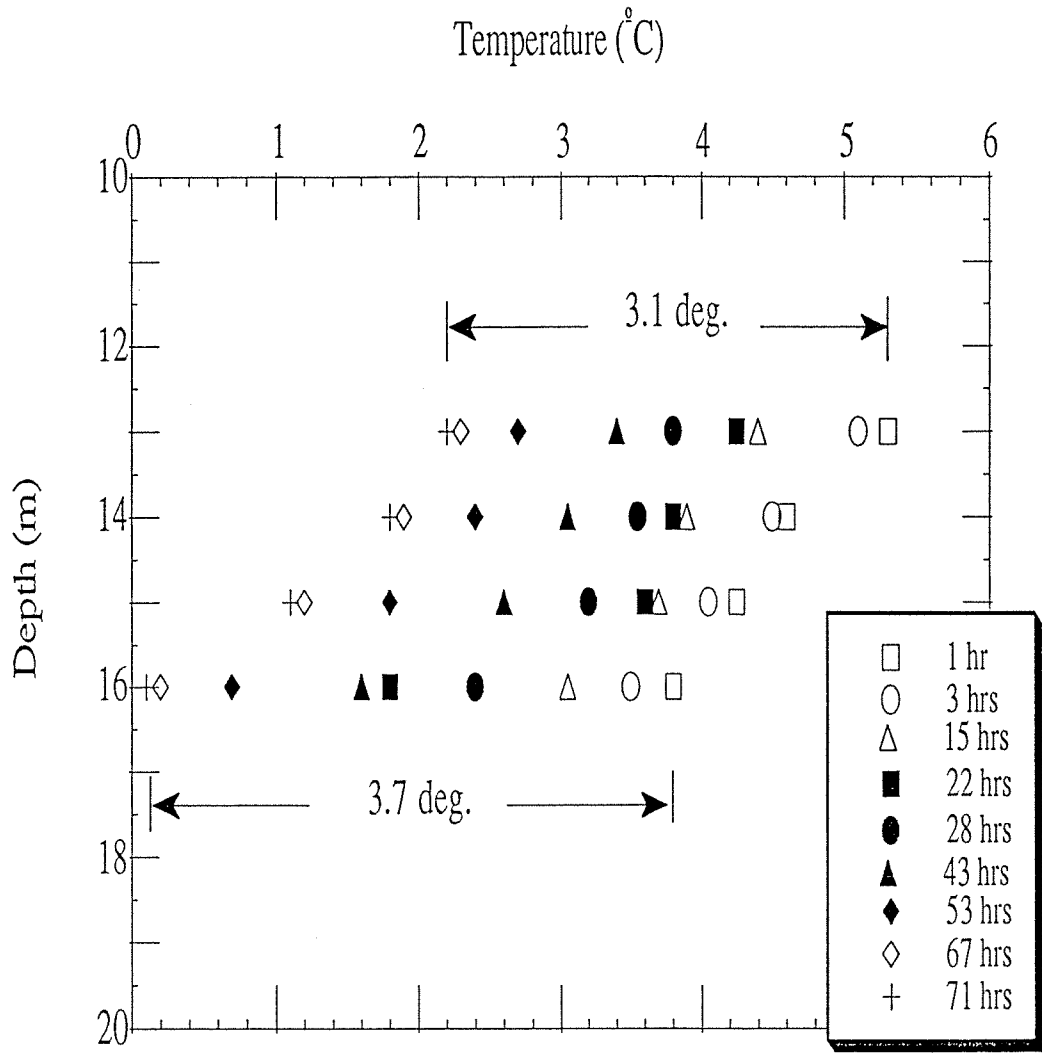 Temperature (°C)
0 1 2 3 4 5 6
10
3.1 deg.
12
Depth (m)
14
16
3.7 deg.
18
20
1 hr
3 hrs
15 hrs
22 hrs
28 hrs
43 hrs
53 hrs
67 hrs
71 hrs